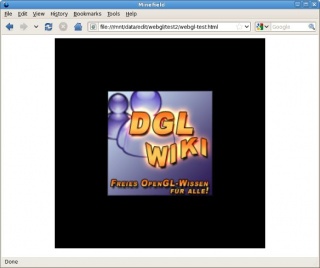 Minefield
File Edit View History Bookmarks Tools Help
file:///mnt/data/edit/webgl/test2/webgl-test.html
Google
DGL
WIKI
FREIES OPENGL-WISSEN
FÜR ALLE!
Done